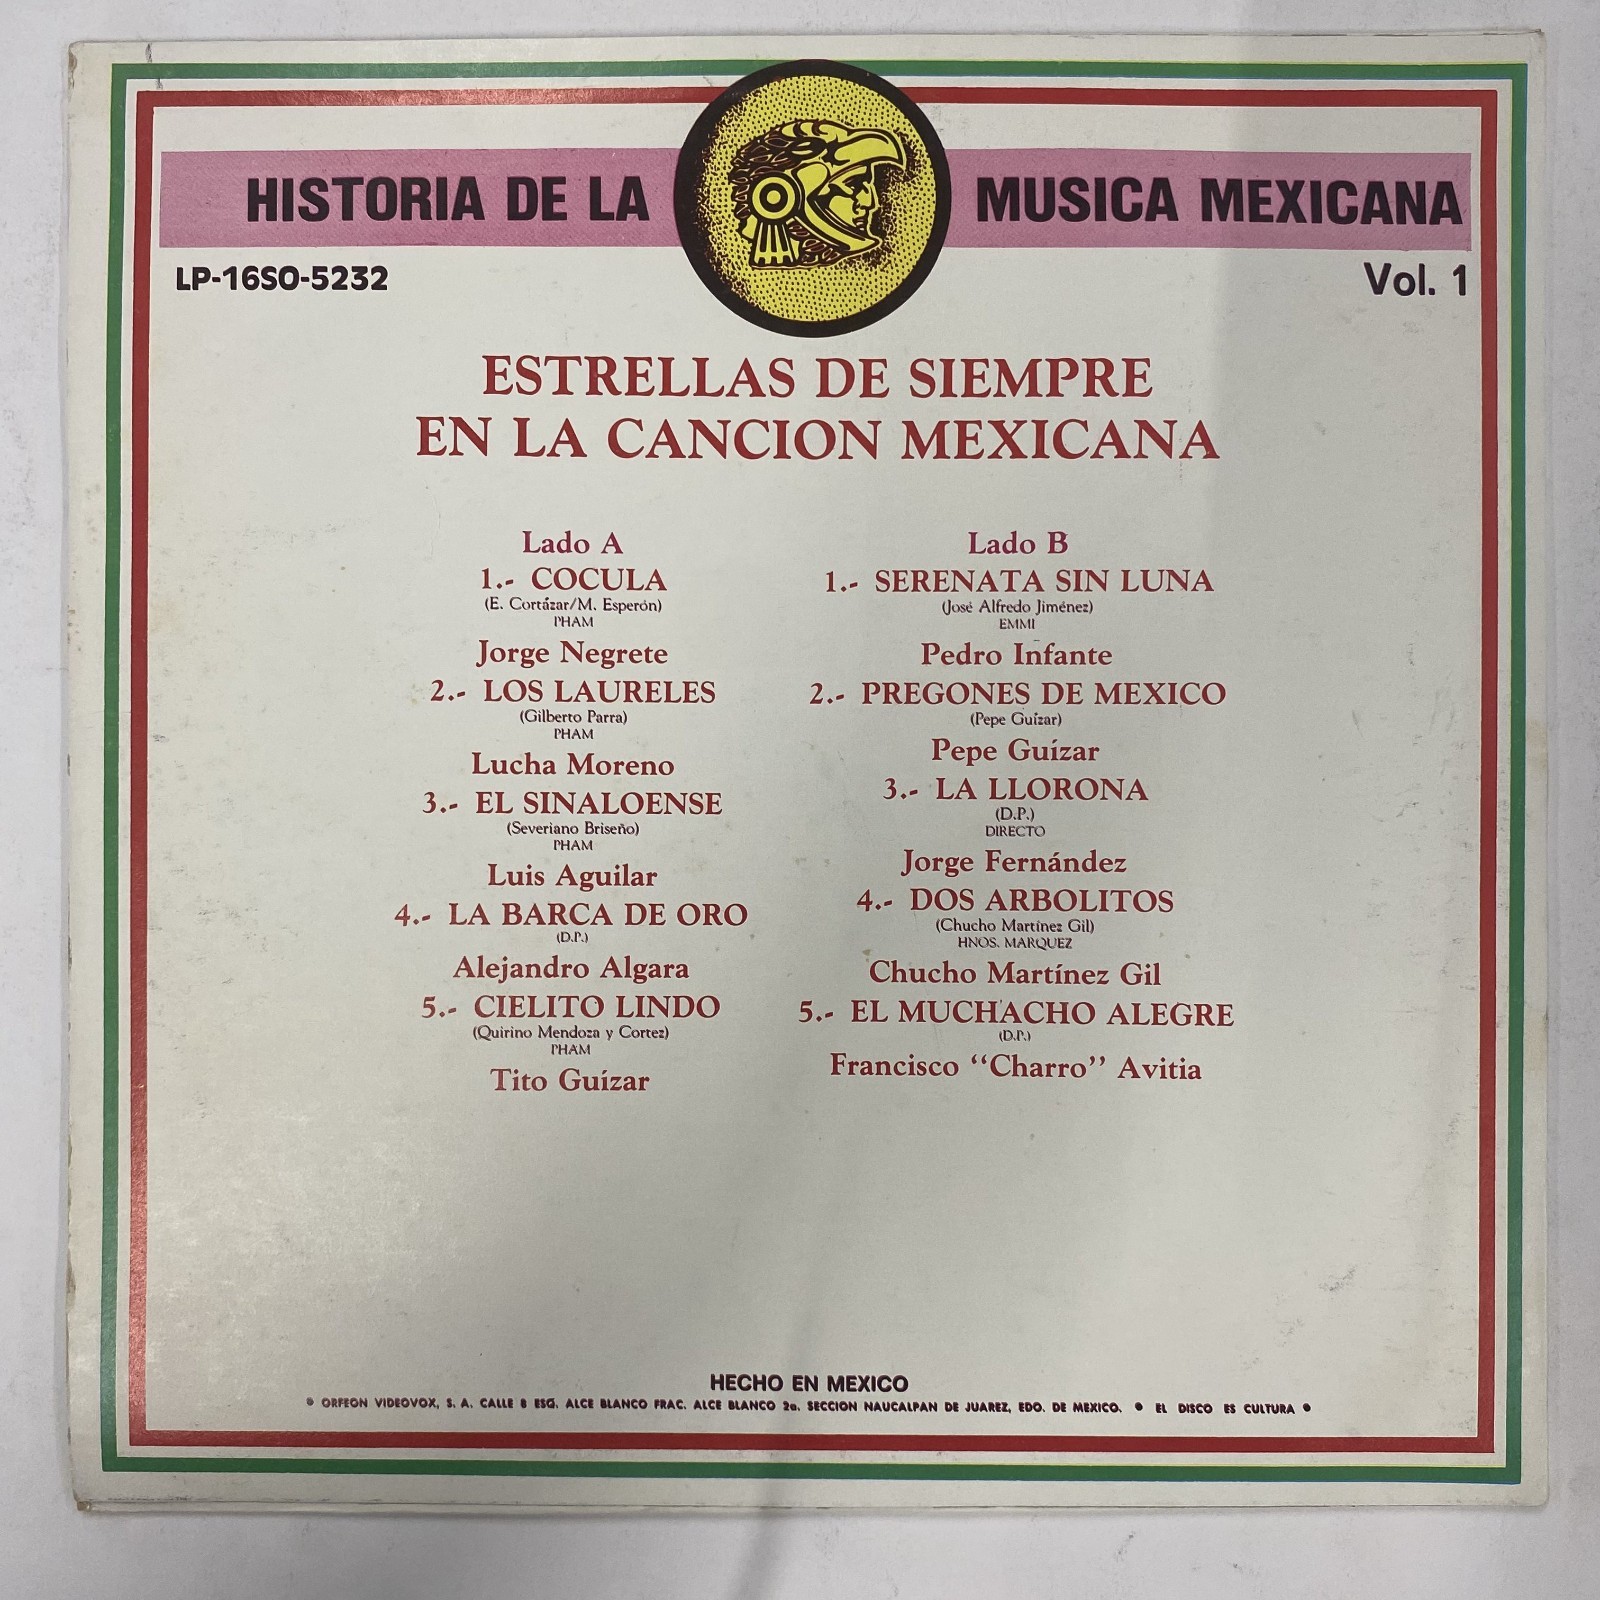 HISTORIA DE LA MUSICA MEXICANA
LP-16SO-5232
Vol. 1
ESTRELLAS DE SIEMPRE
EN LA CANCION MEXICANA
Lado A
1.- COCULA
(E. Cortázar/M. Esperón)
PHAM
Jorge Negrete
2.- LOS LAURELES
(Gilberto Parra)
PHAM
Lucha Moreno
3.- EL SINALOENSE
(Severiano Briseño)
PHAM
Luis Aguilar
4.- LA BARCA DE ORO
(D.P.)
Alejandro Algara
5.- CIELITO LINDO
(Quirino Mendoza y Cortez)
PHAM
Tito Guízar
Lado B
1.- SERENATA SIN LUNA
(José Alfredo Jiménez)
EMMI
Pedro Infante
2.- PREGONES DE MEXICO
(Pepe Guízar)
Pepe Guízar
3.- LA LLORONA
(D.P.)
DIRECTO
Jorge Fernández
4.- DOS ARBOLITOS
(Chucho Martínez Gil)
HNOS. MARQUEZ
Chucho Martínez Gil
5.- EL MUCHACHO ALEGRE
(D.P.)
Francisco “Charro” Avitia
HECHO EN MEXICO
• ORFEON VIDEOVOX, S. A. CALLE 8 ESQ. ALCE BLANCO FRAC. ALCE BLANCO 2a. SECCION NAUCALPAN DE JUAREZ, EDO. DE MEXICO. • EL DISCO ES CULTURA •